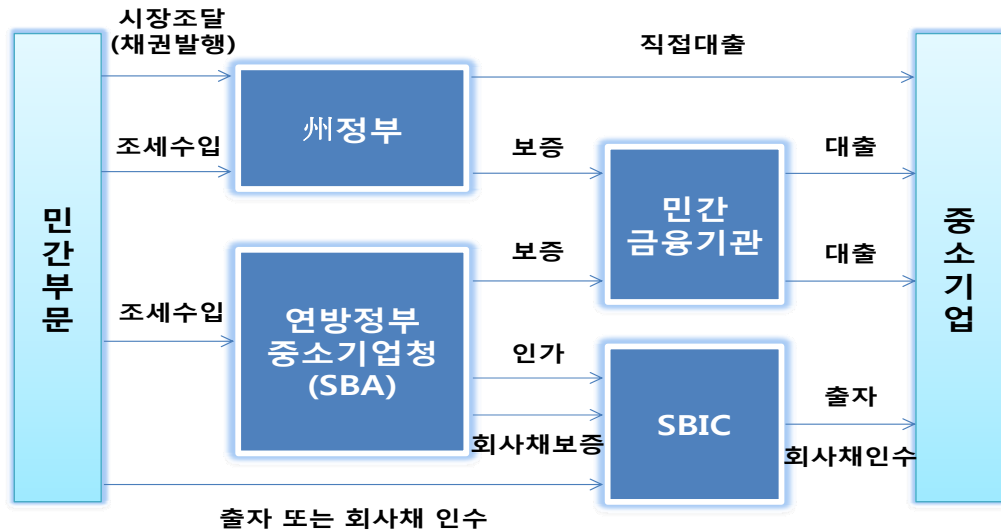 시장조달
(채권발행)
직접대출
州정부
조세수입
보증
대출
민간
금융기관
민간부문
중소기업
보증
대출
조세수입
연방정부
중소기업청
(SBA)
인가
SBIC
출자
회사채보증
회사채인수
출자 또는 회사채 인수